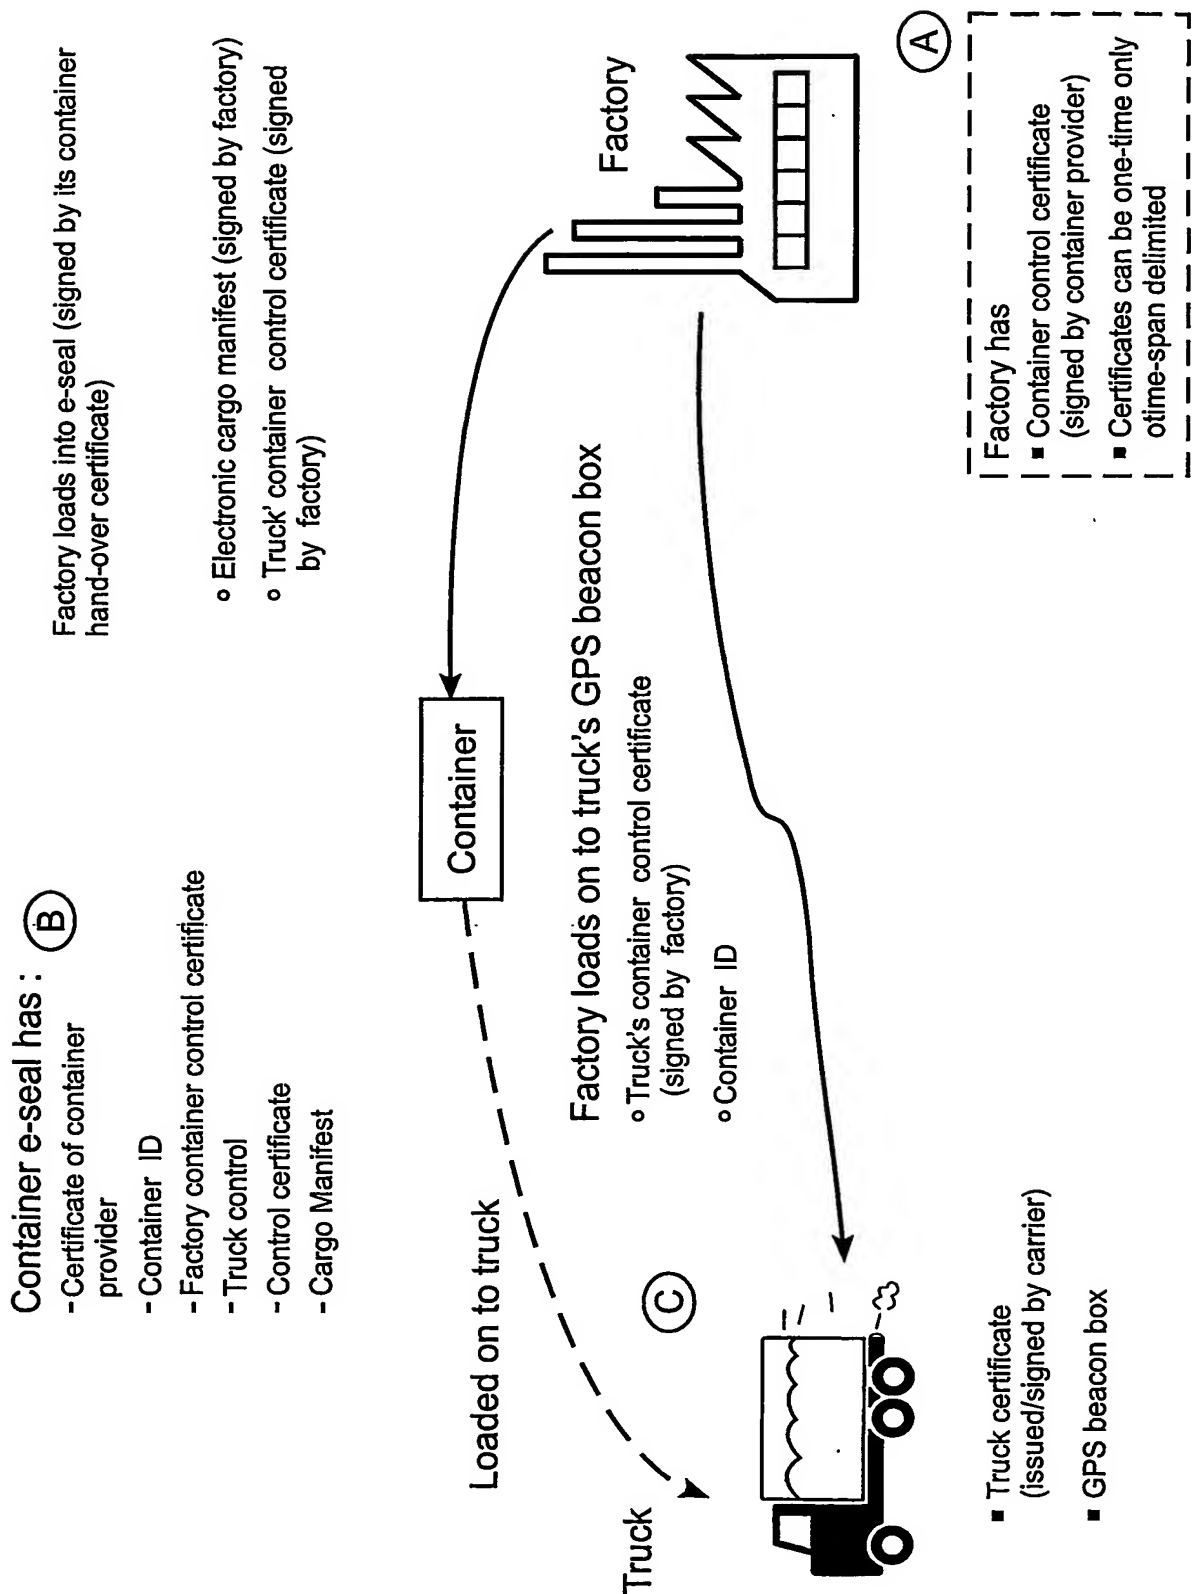 Container e-seal has :
B
- Certificate of container
provider
- Container ID
- Factory container control certificate
- Truck control
- Control certificate
- Cargo Manifest
Factory loads into e-seal (signed by its container
hand-over certificate)
o Electronic cargo manifest (signed by factory)
o Truck' container control certificate (signed
by factory)
Container
Loaded on to truck
Factory loads on to truck's GPS beacon box
o Truck's container control certificate
(signed by factory)
o Container ID
Factory
Truck
C
■ Truck certificate
(issued/signed by carrier)
■ GPS beacon box
A
Factory has
■ Container control certificate
(signed by container provider)
■ Certificates can be one-time only
otime-span delimited